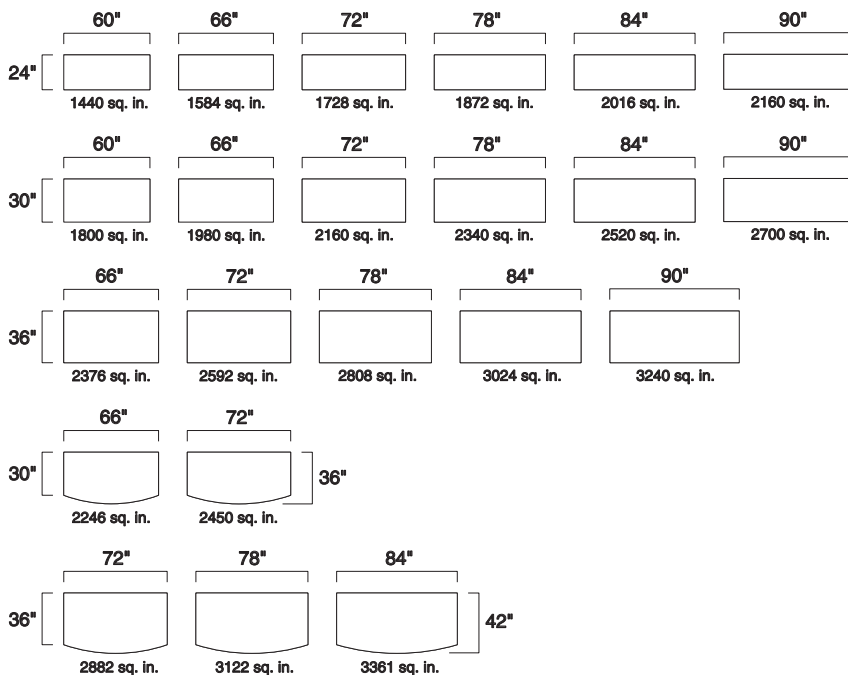 60" 66" 72" 78" 84" 90"
24"
1440 sq. in. 1584 sq. in. 1728 sq. in. 1872 sq. in. 2016 sq. in. 2160 sq. in.
60" 66" 72" 78" 84" 90"
30"
1800 sq. in. 1980 sq. in. 2160 sq. in. 2340 sq. in. 2520 sq. in. 2700 sq. in.
66" 72" 78" 84" 90"
36"
2376 sq. in. 2592 sq. in. 2808 sq. in. 3024 sq. in. 3240 sq. in.
66" 72"
30" 36"
2246 sq. in. 2450 sq. in.
72" 78" 84"
36" 42"
2882 sq. in. 3122 sq. in. 3361 sq. in.